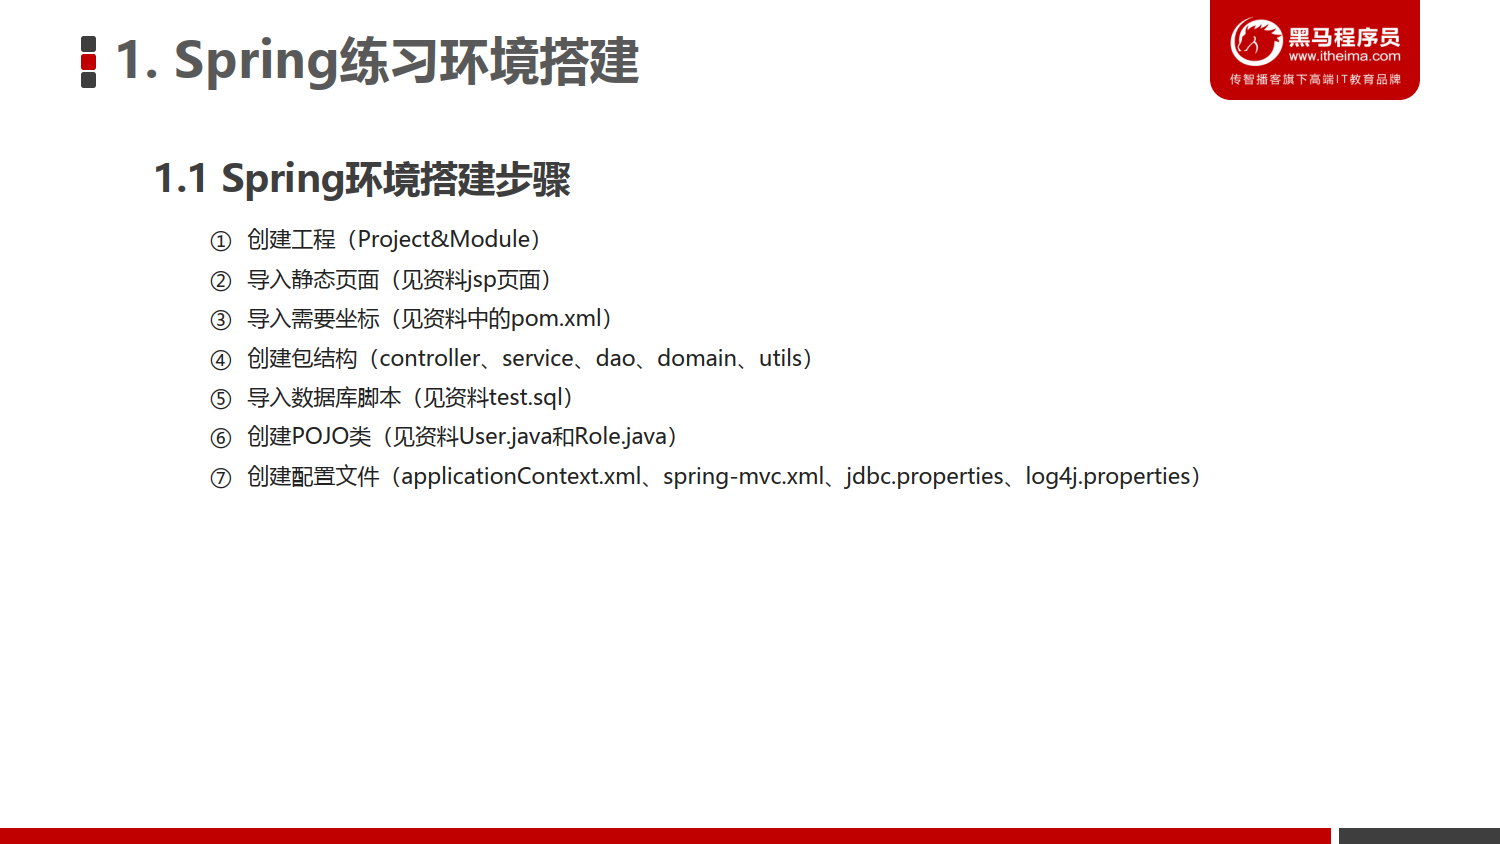 1. Spring练习环境搭建
黑马程序员
www.itheima.com
传智播客旗下高端IT教育品牌
1.1 Spring环境搭建步骤
① 创建工程（Project&Module）
② 导入静态页面（见资料jsp页面）
③ 导入需要坐标（见资料中的pom.xml）
④ 创建包结构（controller、service、dao、domain、utils）
⑤ 导入数据库脚本（见资料test.sql）
⑥ 创建POJO类（见资料User.java和Role.java）
⑦ 创建配置文件（applicationContext.xml、spring-mvc.xml、jdbc.properties、log4j.properties）